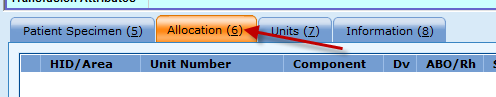 Transfusion Attributes
Patient Specimen (5) Allocation (6) Units (7) Information (8)
HID/Area Unit Number Component Dv ABO/Rh